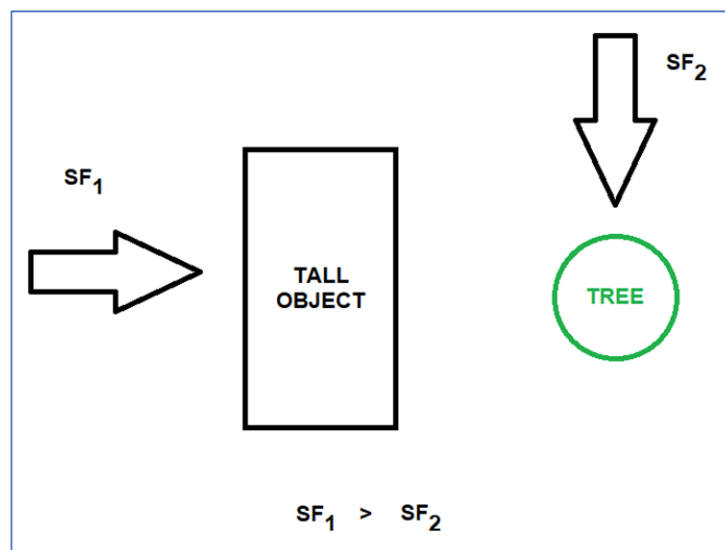 SF₂
SF₁
TALL
OBJECT
TREE
SF₁ > SF₂